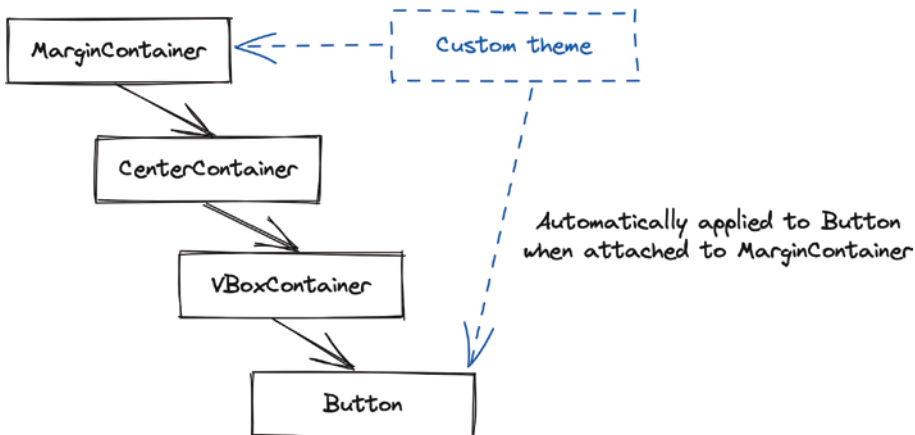 MarginContainer
Custom theme
CenterContainer
Automatically applied to Button
when attached to MarginContainer
VBoxContainer
Button